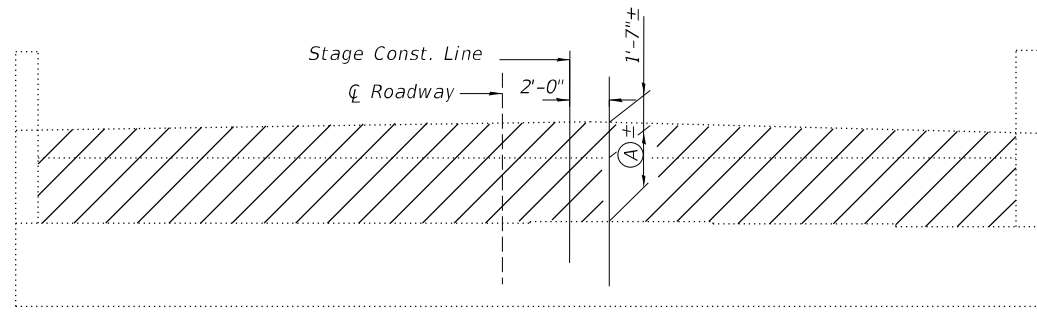 1'-7"±
Stage Const. Line
℄ Roadway
2'-0"
A ±